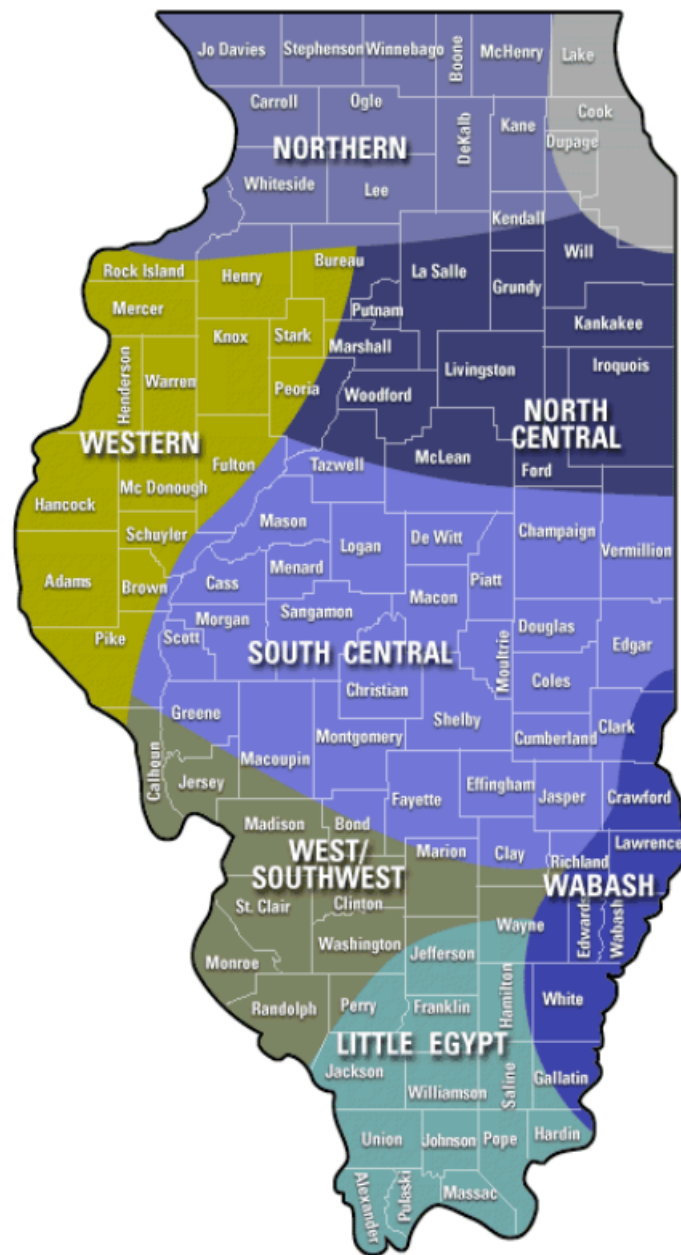 Jo Davies
Stephenson
Winnebago
Boone
McHenry
Lake
Carroll
Ogle
DeKalb
Kane
Cook
Dupage
NORTHERN
Whiteside
Lee
Kendall
Will
Rock Island
Henry
Bureau
La Salle
Grundy
Mercer
Putnam
Kankakee
Knox
Stark
Marshall
Henderson
Warren
Peoria
Woodford
Livingston
Iroquois
NORTH
CENTRAL
WESTERN
Fulton
Tazwell
McLean
Ford
Hancock
Mc Donough
Mason
Schuyler
Logan
De Witt
Champaign
Vermillion
Adams
Brown
Cass
Menard
Macon
Piatt
Pike
Morgan
Scott
Sangamon
Douglas
Edgar
SOUTH CENTRAL
Moultrie
Christian
Coles
Greene
Shelby
Clark
Calhoun
Macoupin
Montgomery
Cumberland
Jersey
Fayette
Effingham
Jasper
Crawford
Madison
Bond
Marion
Clay
Richland
Lawrence
WEST/
SOUTHWEST
WABASH
St. Clair
Clinton
Wayne
Edwards
Wabash
Washington
Jefferson
Monroe
Randolph
Perry
Franklin
Hamilton
White
LITTLE EGYPT
Jackson
Williamson
Saline
Gallatin
Union
Johnson
Pope
Hardin
Alexander
Pulaski
Massac